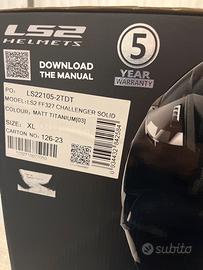 LS2
HELMETS
DOWNLOAD
THE MANUAL
5
YEAR
WARRANTY
PO: LS22105-2TDT
MODEL: LS2 FF327 CHALLENGER SOLID
COLOUR: MATT TITANIUM[03]
SIZE: XL
CARTON NO: 126-23
subito